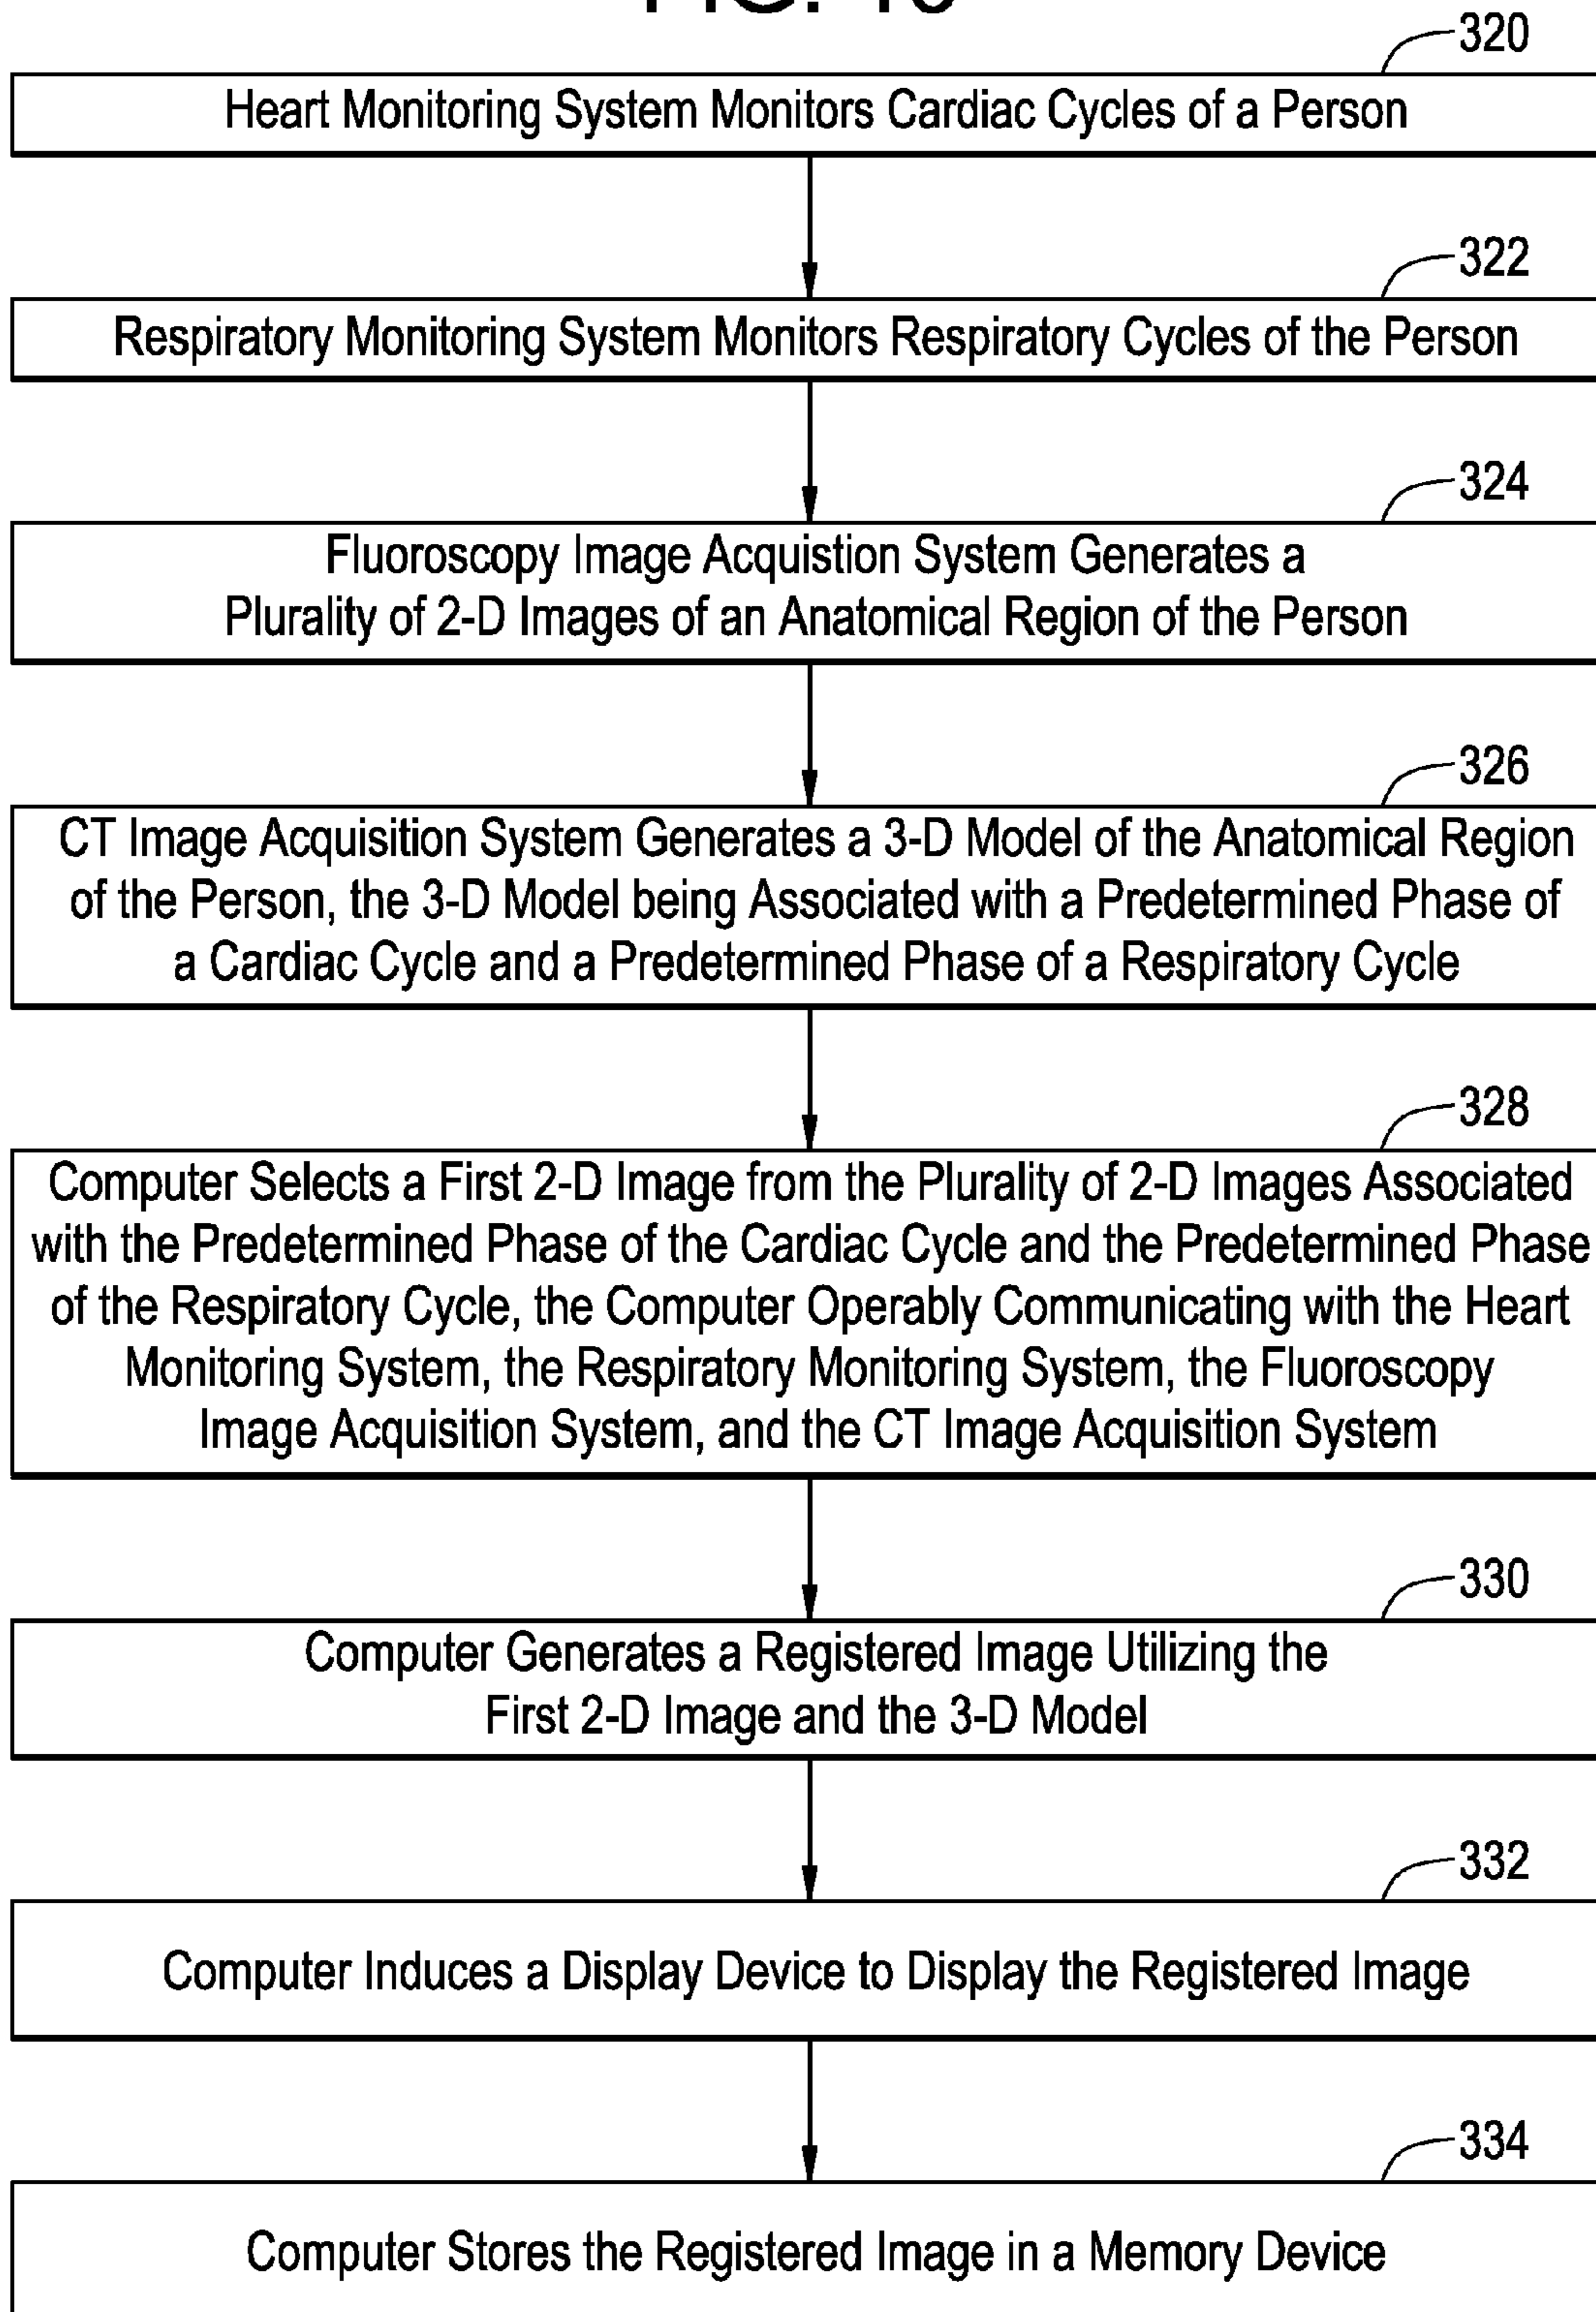 320
Heart Monitoring System Monitors Cardiac Cycles of a Person
322
Respiratory Monitoring System Monitors Respiratory Cycles of the Person
324
Fluoroscopy Image Acquistion System Generates a
Plurality of 2-D Images of an Anatomical Region of the Person
326
CT Image Acquisition System Generates a 3-D Model of the Anatomical Region
of the Person, the 3-D Model being Associated with a Predetermined Phase of
a Cardiac Cycle and a Predetermined Phase of a Respiratory Cycle
328
Computer Selects a First 2-D Image from the Plurality of 2-D Images Associated
with the Predetermined Phase of the Cardiac Cycle and the Predetermined Phase
of the Respiratory Cycle, the Computer Operably Communicating with the Heart
Monitoring System, the Respiratory Monitoring System, the Fluoroscopy
Image Acquisition System, and the CT Image Acquisition System
330
Computer Generates a Registered Image Utilizing the
First 2-D Image and the 3-D Model
332
Computer Induces a Display Device to Display the Registered Image
334
Computer Stores the Registered Image in a Memory Device